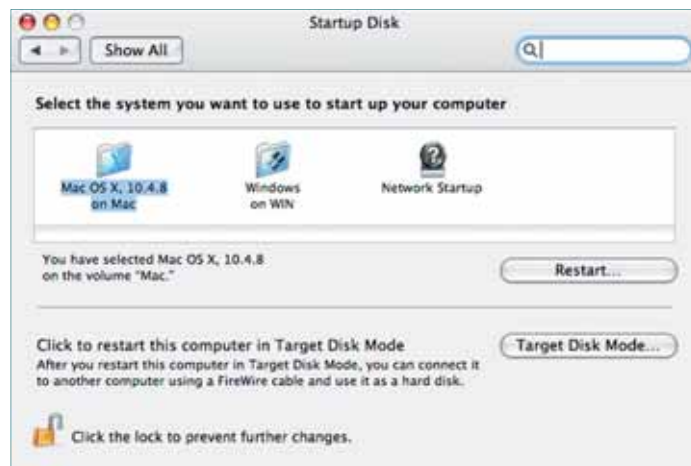 Startup Disk
Show All
Select the system you want to use to start up your computer
Mac OS X, 10.4.8
on Mac
Windows
on WIN
Network Startup
You have selected Mac OS X, 10.4.8
on the volume "Mac."
Restart...
Click to restart this computer in Target Disk Mode
After you restart this computer in Target Disk Mode, you can connect it
to another computer using a FireWire cable and use it as a hard disk.
Target Disk Mode...
Click the lock to prevent further changes.